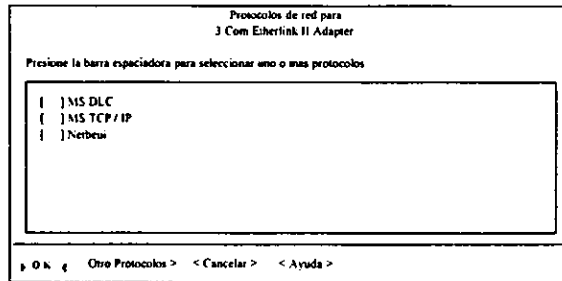 Protocolos de red para
3 Com Etherlink II Adapter
Presione la barra espaciadora para seleccionar uno o mas protocolos
[ ] MS DLC
[ ] MS TCP / IP
[ ] Netbeui
O K Otro Protocolos > < Cancelar > < Ayuda >